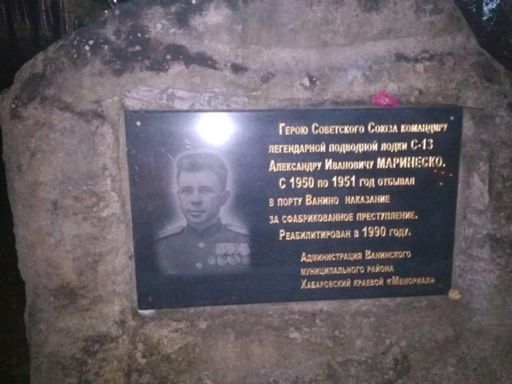 Герою Советского Союза командиру
легендарной подводной лодки С-13
Александру Ивановичу МАРИНЕСКО.
С 1950 по 1951 год отбывал
в порту Ванино наказание
за сфабрикованное преступление.
Реабилитирован в 1990 году.
Администрация Ванинского
муниципального района
Хабаровский краевой «Мемориал»